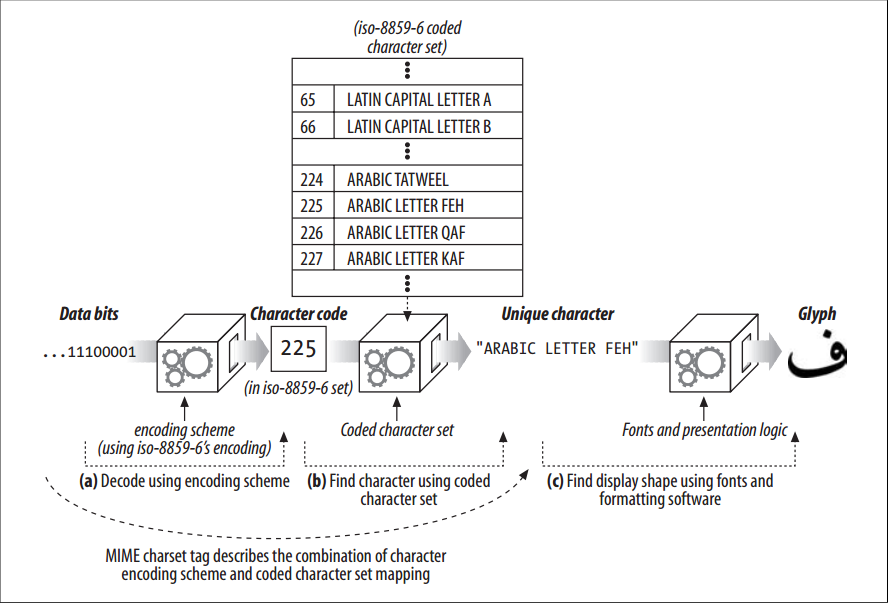 (iso-8859-6 coded
character set)
65 LATIN CAPITAL LETTER A
66 LATIN CAPITAL LETTER B
224 ARABIC TATWEEL
225 ARABIC LETTER FEH
226 ARABIC LETTER QAF
227 ARABIC LETTER KAF
Data bits
Character code
Unique character
Glyph
...11100001
225
"ARABIC LETTER FEH"
ف
(in iso-8859-6 set)
encoding scheme
(using iso-8859-6's encoding)
Coded character set
Fonts and presentation logic
(a) Decode using encoding scheme
(b) Find character using coded
character set
(c) Find display shape using fonts and
formatting software
MIME charset tag describes the combination of character
encoding scheme and coded character set mapping